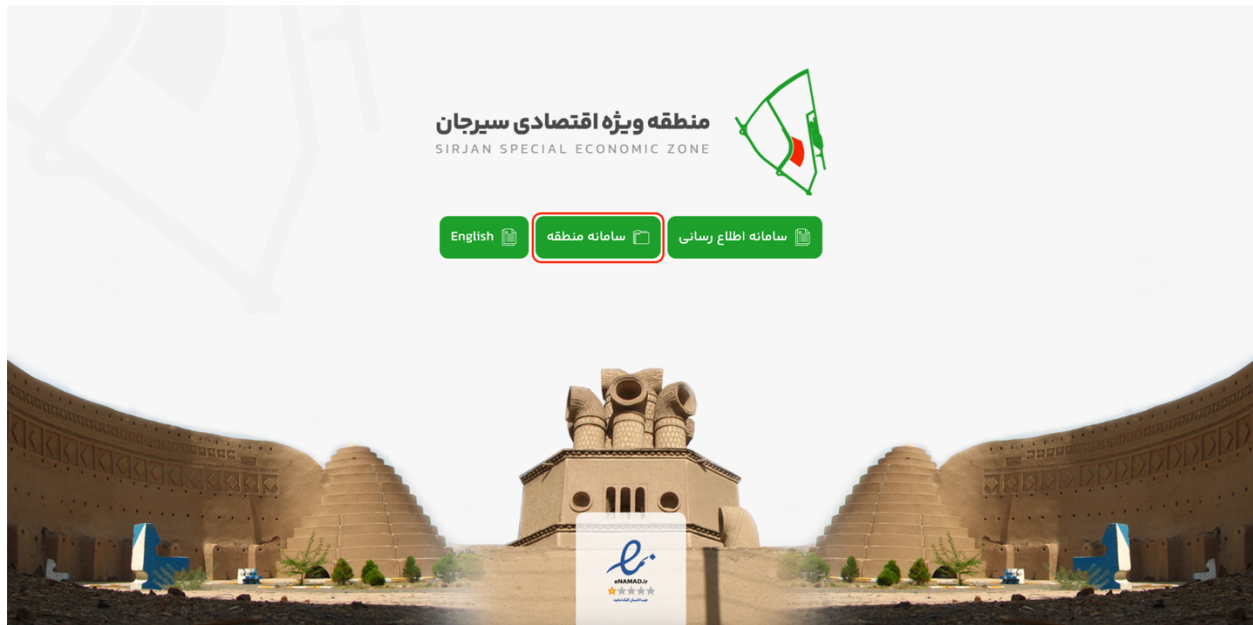 منطقه ویژه اقتصادی سیرجان
SIRJAN SPECIAL ECONOMIC ZONE
سامانه اطلاع رسانی
سامانه منطقه
English
eNAMAD.ir